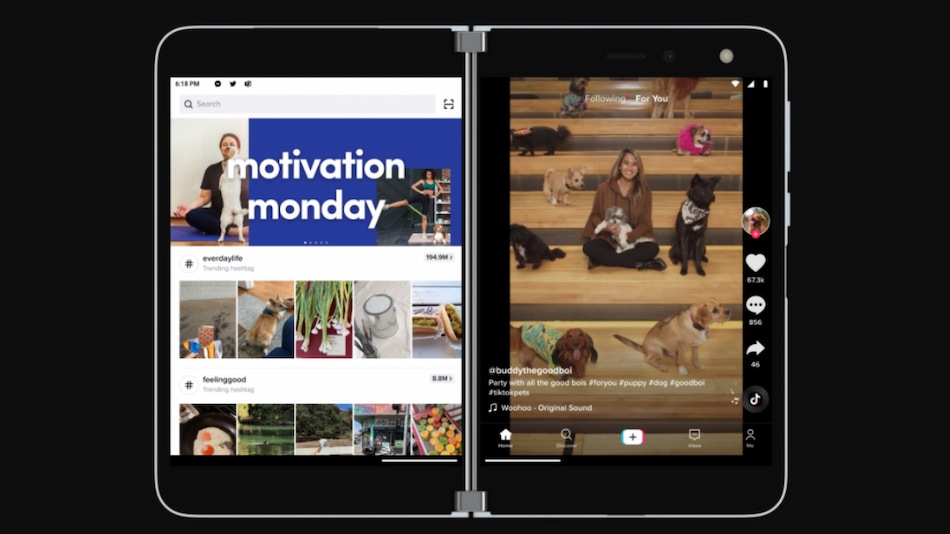 6:18 PM
Search
motivation
monday
# everdaylife
Trending hashtag
194.9M >
# feelinggood
Trending hashtag
8.8M >
Following For You
67.3k
856
46
@buddythegoodboi
Party with all the good bois #foryou #puppy #dog #goodboi
#tiktokpets
Woohoo - Original Sound
Home
Discover
Inbox
Me